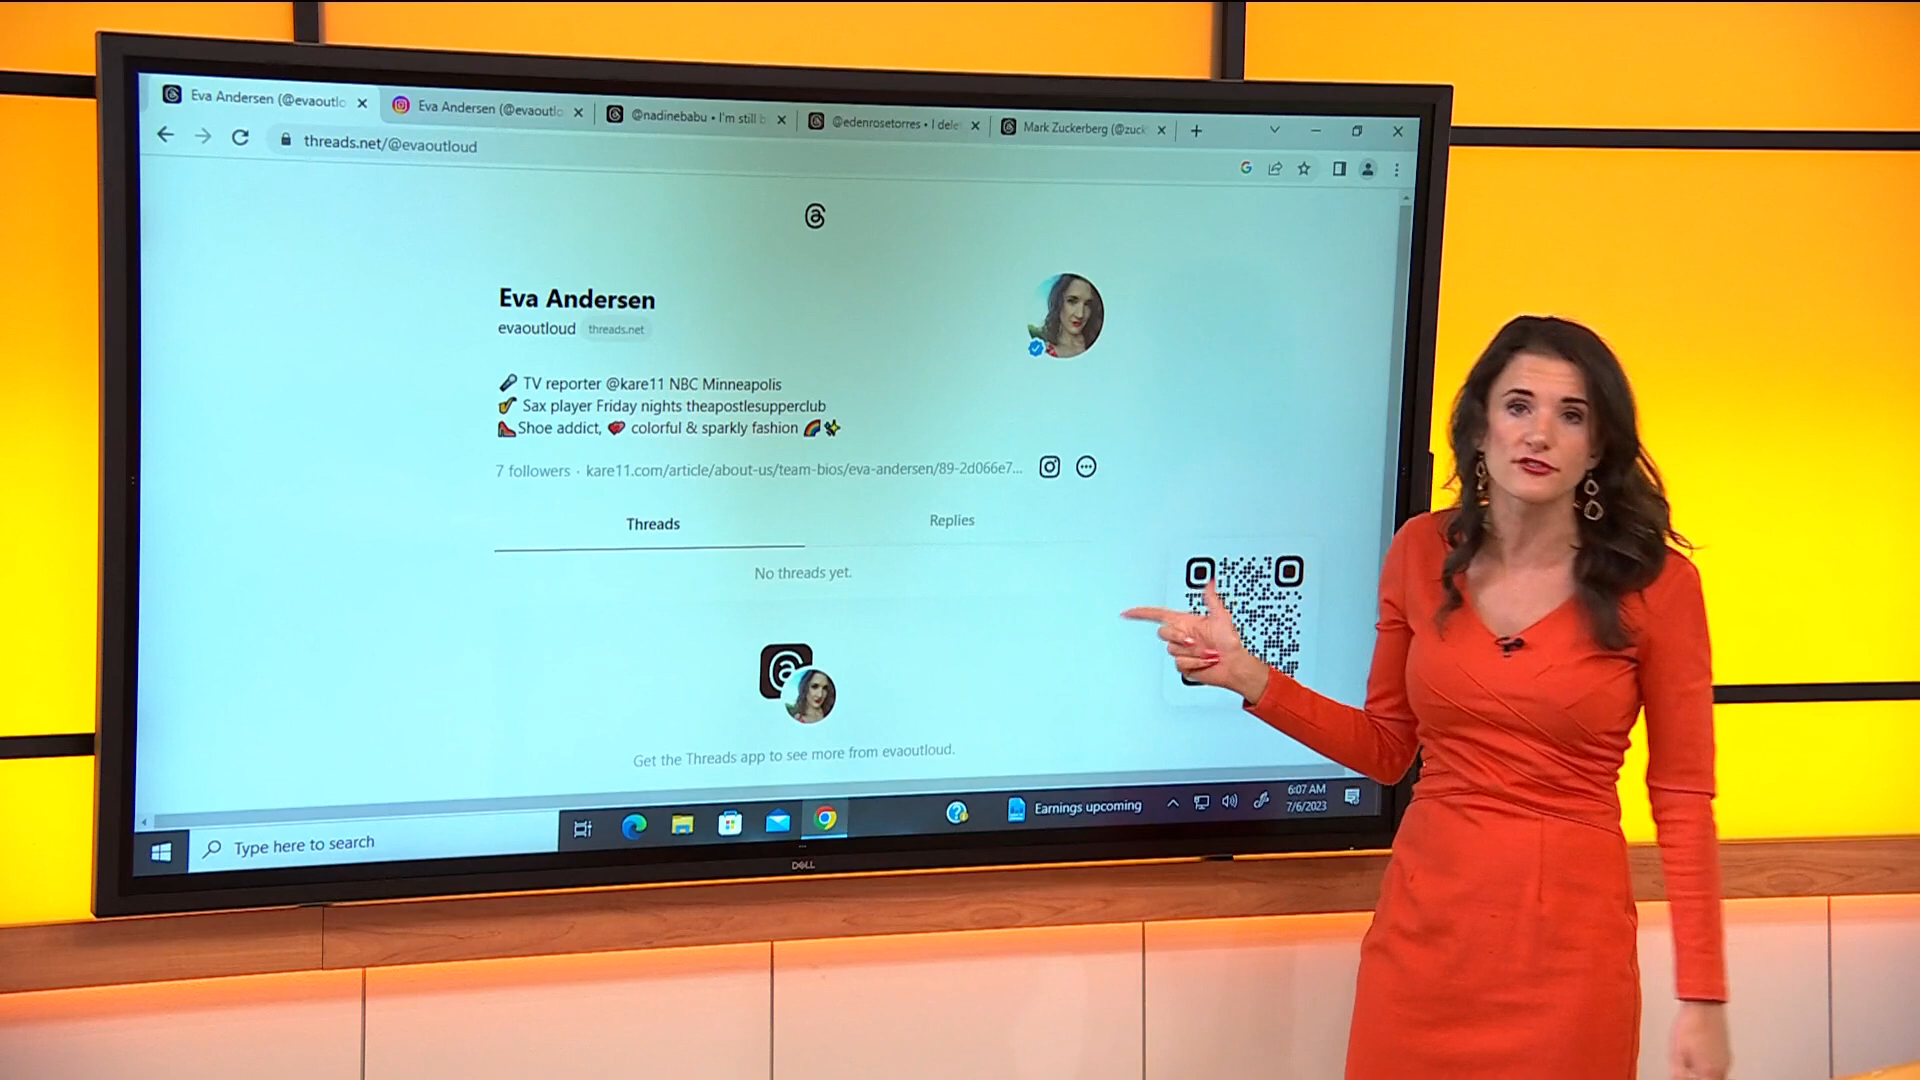 Eva Andersen (@evaoutlo
Eva Andersen (@evaoutlo
@nadinebabu • I'm still b
@edenrosetorres • I dele
Mark Zuckerberg (@zuck
threads.net/@evaoutloud
Eva Andersen
evaoutloud threads.net
TV reporter @kare11 NBC Minneapolis
Sax player Friday nights theapostlesupperclub
Shoe addict, colorful & sparkly fashion
7 followers · kare11.com/article/about-us/team-bios/eva-andersen/89-2d066e7...
Threads Replies
No threads yet.
Get the Threads app to see more from evaoutloud.
Type here to search
Earnings upcoming
6:07 AM
7/6/2023
DELL